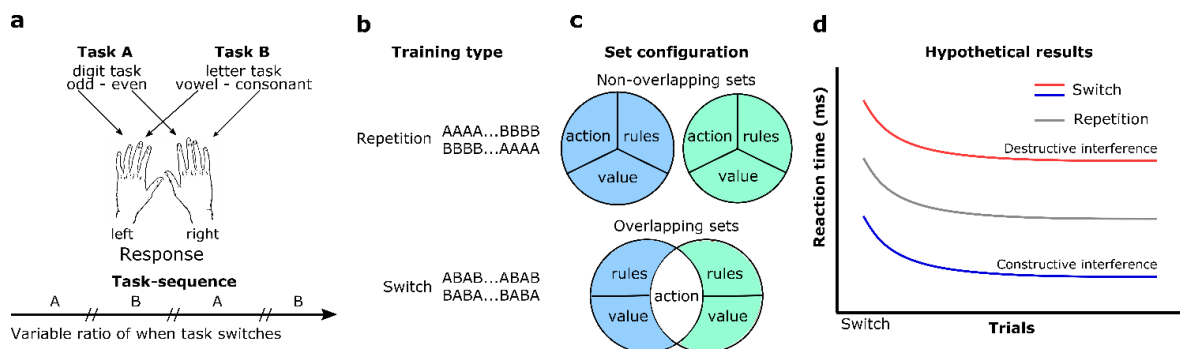 a
Task A
Task B
digit task
letter task
odd - even
vowel - consonant
left
right
Response
Task-sequence
A
B
A
B
Variable ratio of when task switches
b
Training type
Repetition
AAAA...BBBB
BBBB...AAAA
Switch
ABAB...ABAB
BABA...BABA
c
Set configuration
Non-overlapping sets
action
rules
value
action
rules
value
Overlapping sets
rules
rules
action
value
value
d
Hypothetical results
Reaction time (ms)
Switch
Repetition
Destructive interference
Constructive interference
Switch
Trials